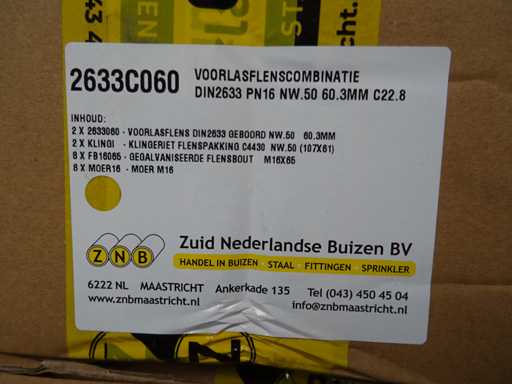 2633C060 VOORLASFLENSCOMBINATIE
DIN2633 PN16 NW.50 60.3MM C22.8
INHOUD:
2 X 2633060 - VOORLASFLENS DIN2633 GEBOORD NW.50 60.3MM
2 X KLINGI - KLINGERIET FLENSPAKKING C4430 NW.50 (107X61)
8 X FB16065 - GEGALVANISEERDE FLENSBOUT M16X65
8 X MOER16 - MOER M16
ZNB
Zuid Nederlandse Buizen BV
HANDEL IN BUIZEN - STAAL - FITTINGEN - SPRINKLER
6222 NL MAASTRICHT Ankerkade 135 Tel (043) 450 45 04
www.znbmaastricht.nl info@znbmaastricht.nl